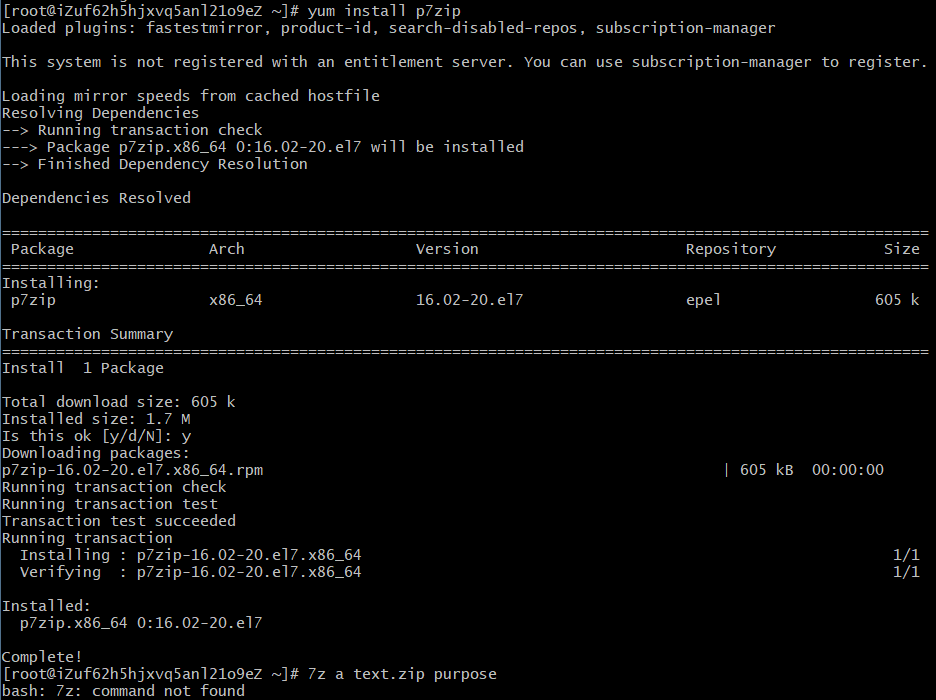 [root@iZuf62h5hjxvq5anl21o9eZ ~]# yum install p7zip
Loaded plugins: fastestmirror, product-id, search-disabled-repos, subscription-manager
This system is not registered with an entitlement server. You can use subscription-manager to register.
Loading mirror speeds from cached hostfile
Resolving Dependencies
--> Running transaction check
---> Package p7zip.x86_64 0:16.02-20.el7 will be installed
--> Finished Dependency Resolution
Dependencies Resolved
=======================================================================================================
Package Arch Version Repository Size
=======================================================================================================
Installing:
p7zip x86_64 16.02-20.el7 epel 605 k
Transaction Summary
=======================================================================================================
Install 1 Package
Total download size: 605 k
Installed size: 1.7 M
Is this ok [y/d/N]: y
Downloading packages:
p7zip-16.02-20.el7.x86_64.rpm | 605 kB 00:00:00
Running transaction check
Running transaction test
Transaction test succeeded
Running transaction
Installing : p7zip-16.02-20.el7.x86_64 1/1
Verifying : p7zip-16.02-20.el7.x86_64 1/1
Installed:
p7zip.x86_64 0:16.02-20.el7
Complete!
[root@iZuf62h5hjxvq5anl21o9eZ ~]# 7z a text.zip purpose
bash: 7z: command not found